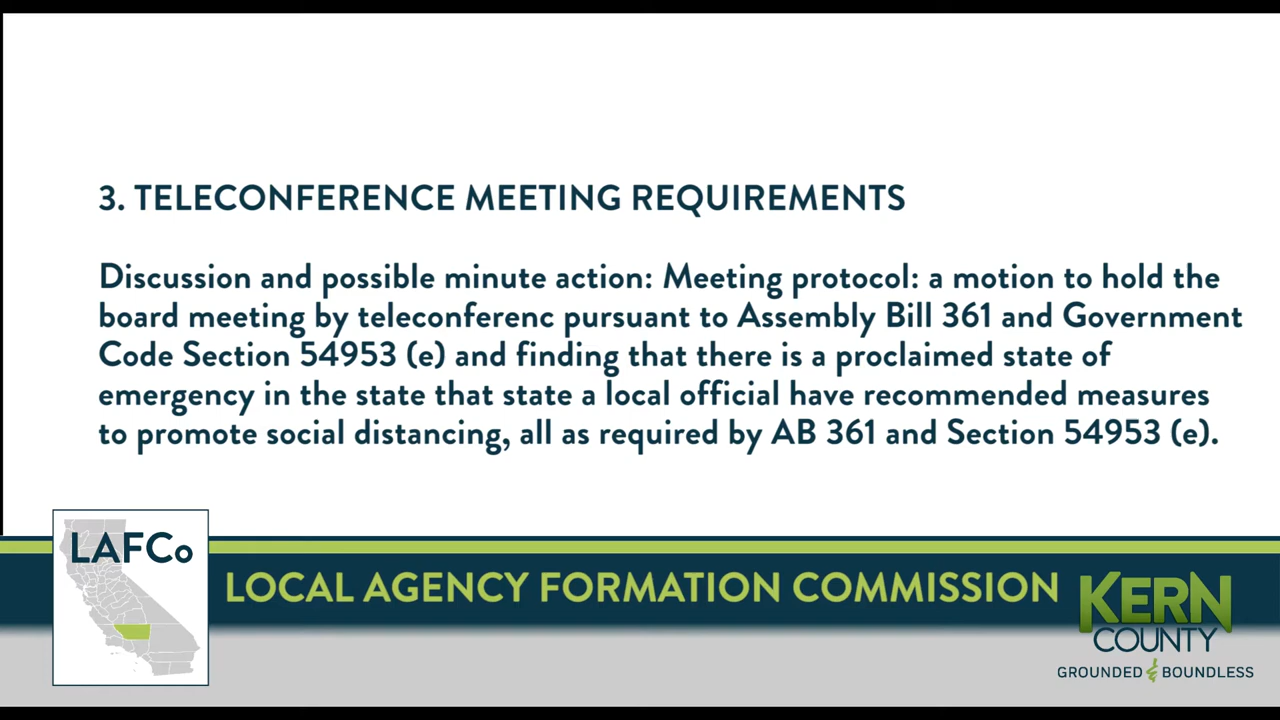 3. TELECONFERENCE MEETING REQUIREMENTS
Discussion and possible minute action: Meeting protocol: a motion to hold the
board meeting by teleconferenc pursuant to Assembly Bill 361 and Government
Code Section 54953 (e) and finding that there is a proclaimed state of
emergency in the state that state a local official have recommended measures
to promote social distancing, all as required by AB 361 and Section 54953 (e).
LAFCo
LOCAL AGENCY FORMATION COMMISSION
KERN
COUNTY
GROUNDED BOUNDLESS